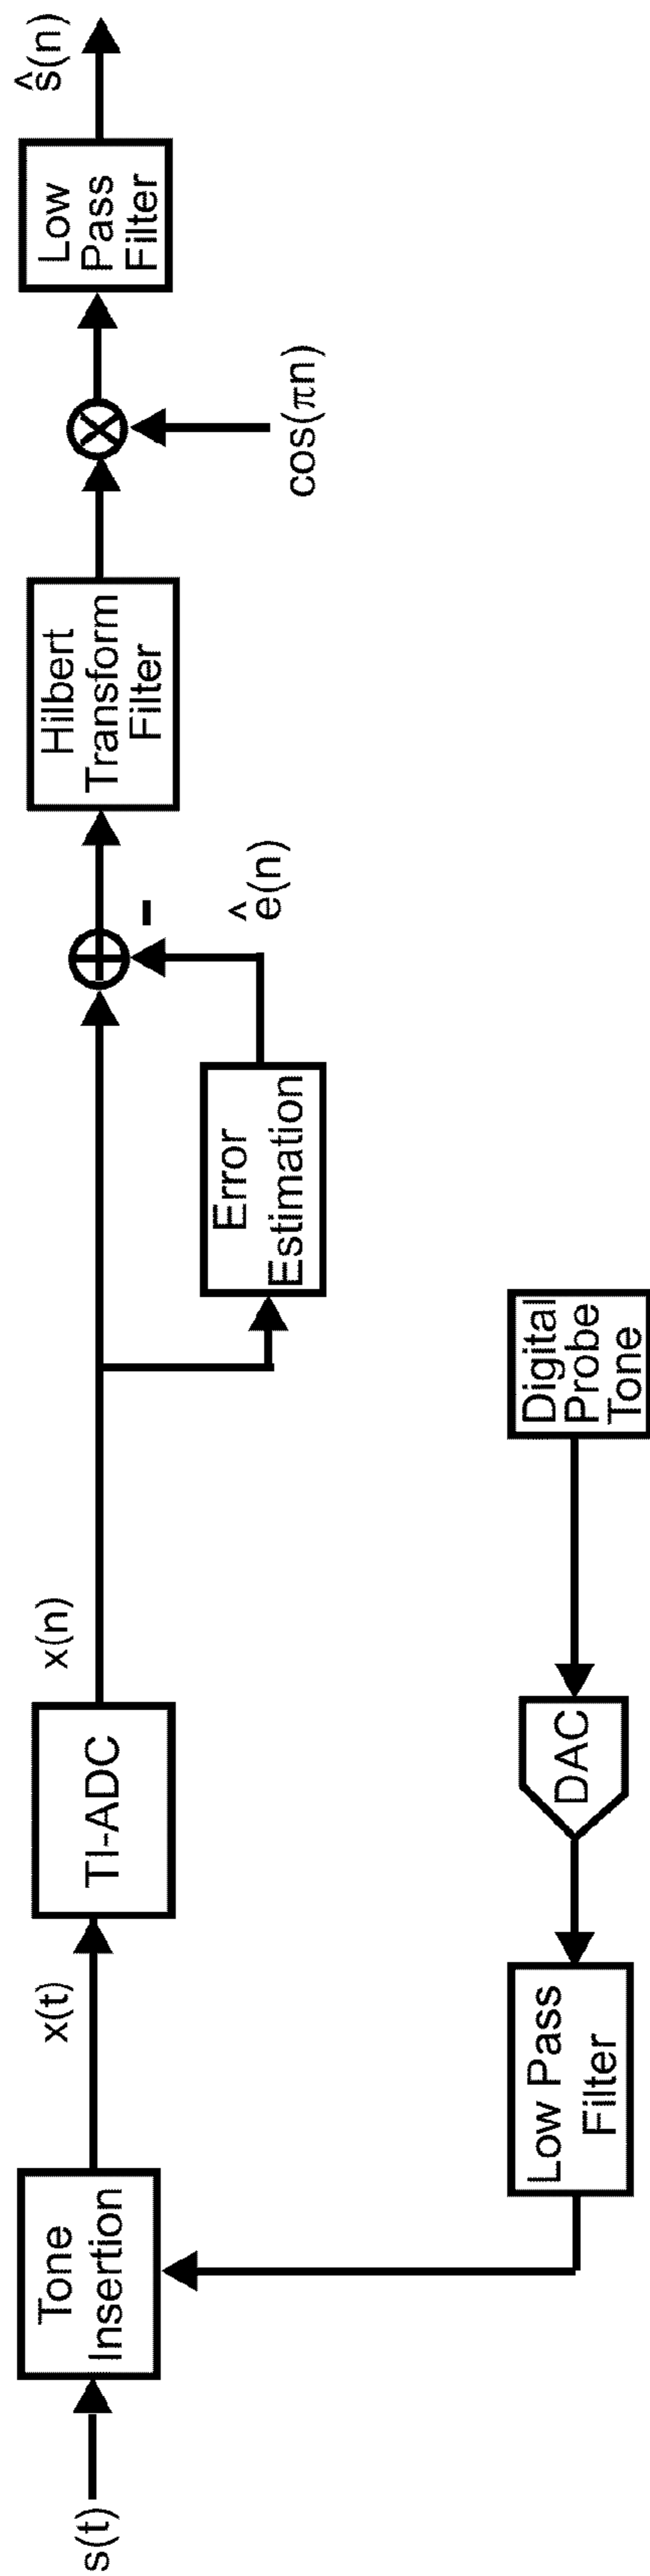 s(t)
Tone
Insertion
x(t)
TI-ADC
x(n)
Error
Estimation
ê(n)
−
Hilbert
Transform
Filter
cos(πn)
Low
Pass
Filter
ŝ(n)
Low Pass
Filter
DAC
Digital
Probe
Tone